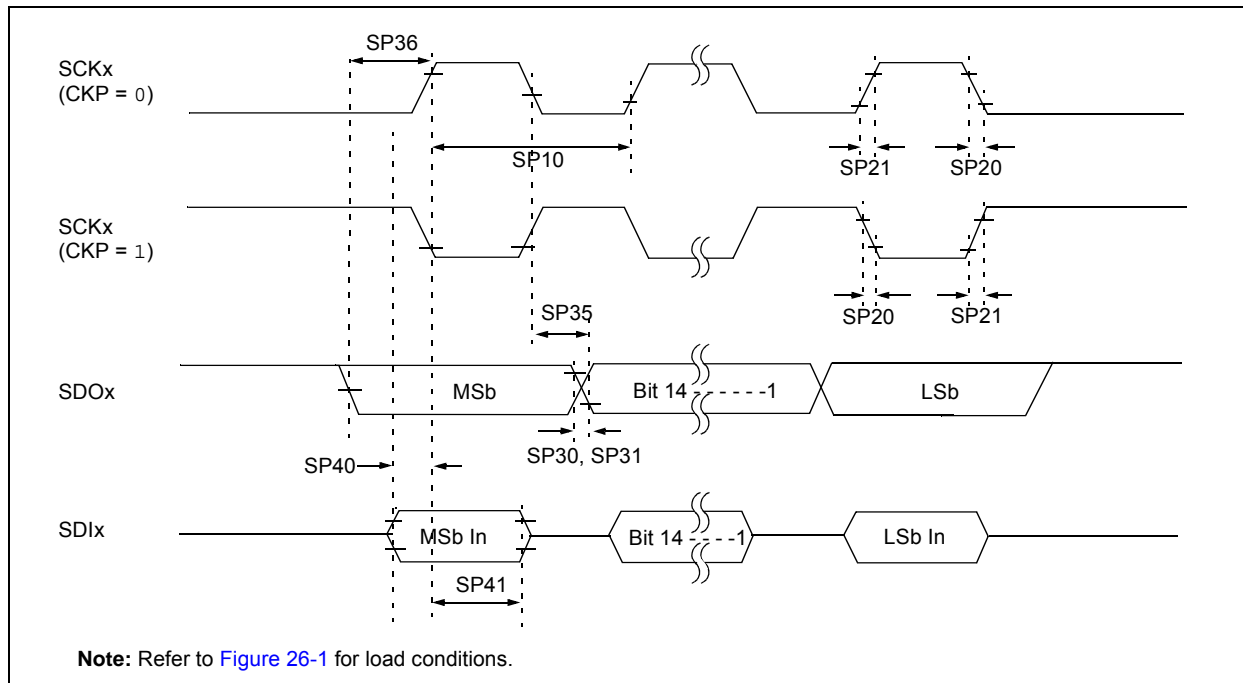 SP36
SCKx
(CKP = 0)
SP10
SP21
SP20
SCKx
(CKP = 1)
SP35
SP20
SP21
SDOx
MSb
Bit 14 - - - - - -1
LSb
SP40
SP30, SP31
SDIx
MSb In
Bit 14 - - - -1
LSb In
SP41
Note: Refer to Figure 26-1 for load conditions.